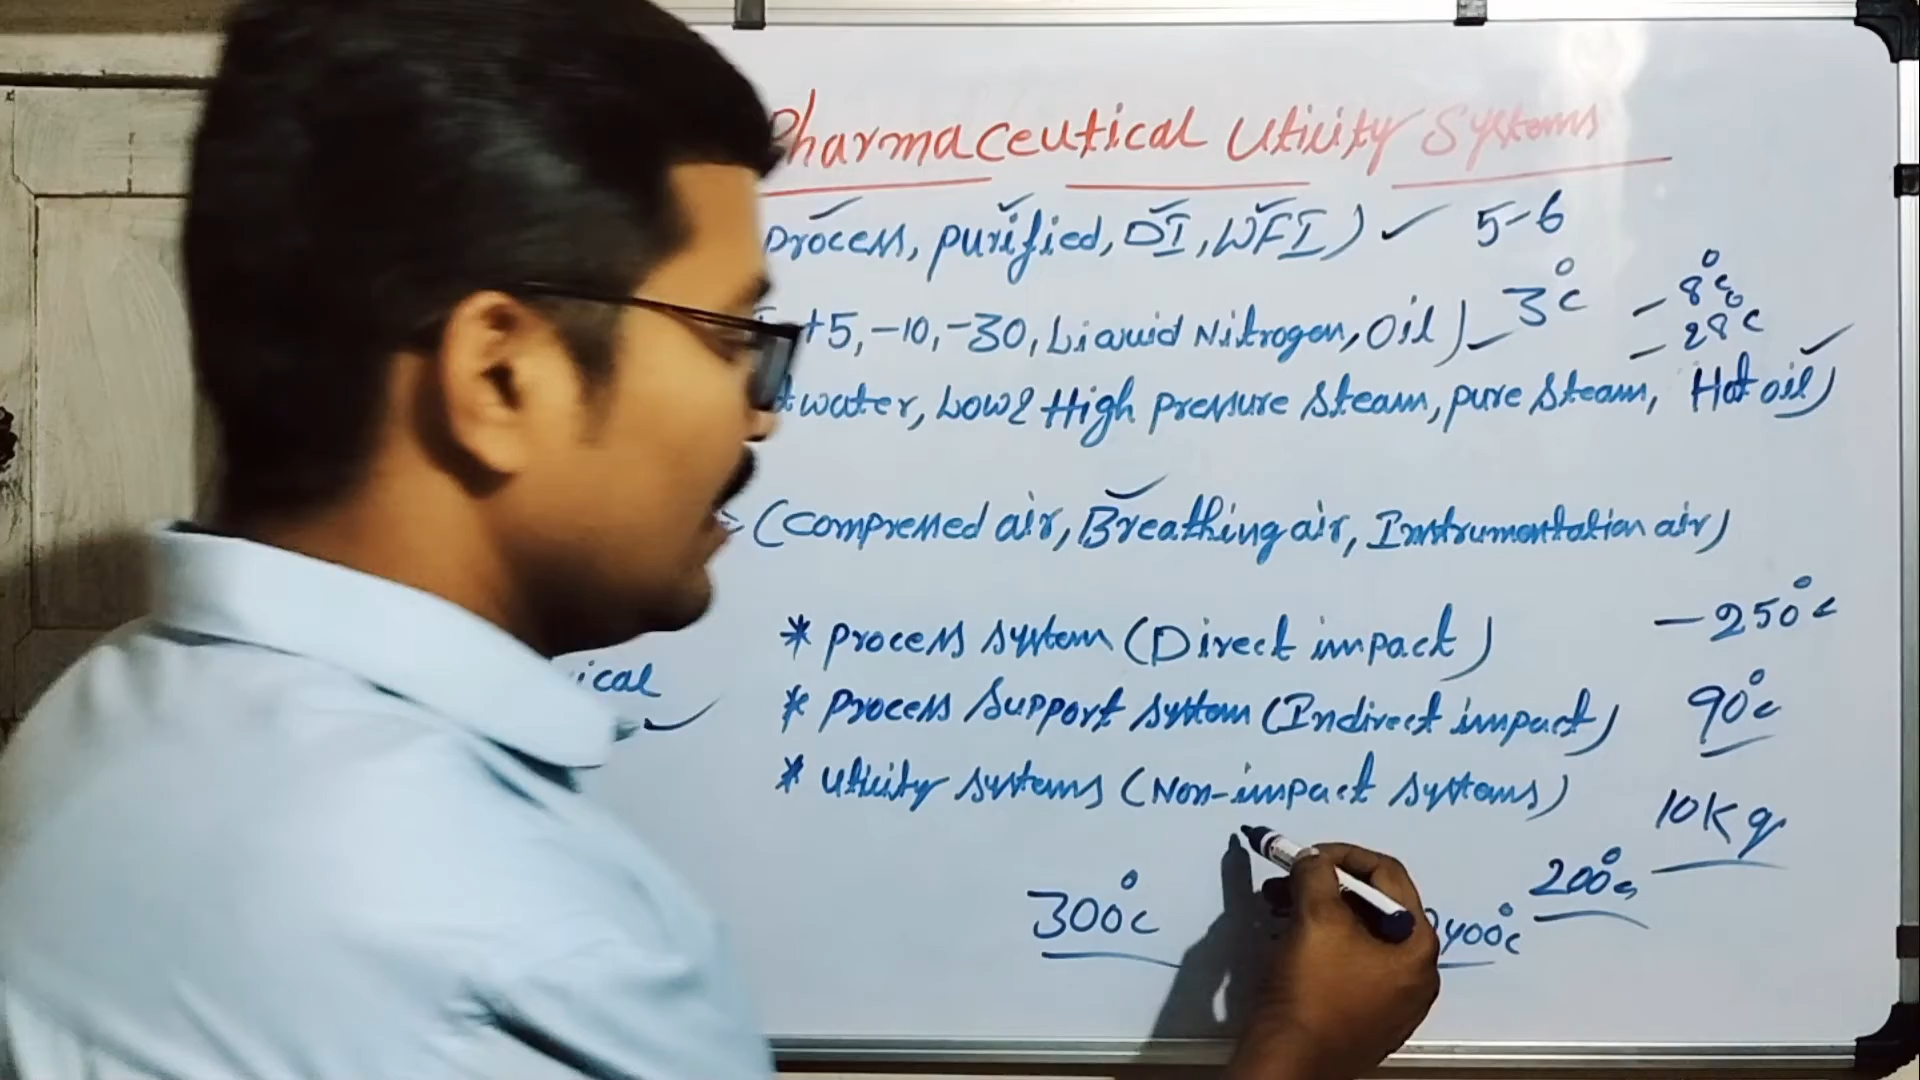 Pharmaceutical Utility Systems
process, purified, DI, WFI) 5-6
+5, -10, -30, Liquid Nitrogen, Oil) 3°c - 8°c
- 28°c
water, Low & High pressure steam, pure steam, Hot oil)
(compressed air, Breathing air, Instrumentation air)
* process system (Direct impact) -250°c
ical
* process support system (Indirect impact) 90°c
* Utility systems (Non-impact systems) 10Kg
300°c 400°c 200°c